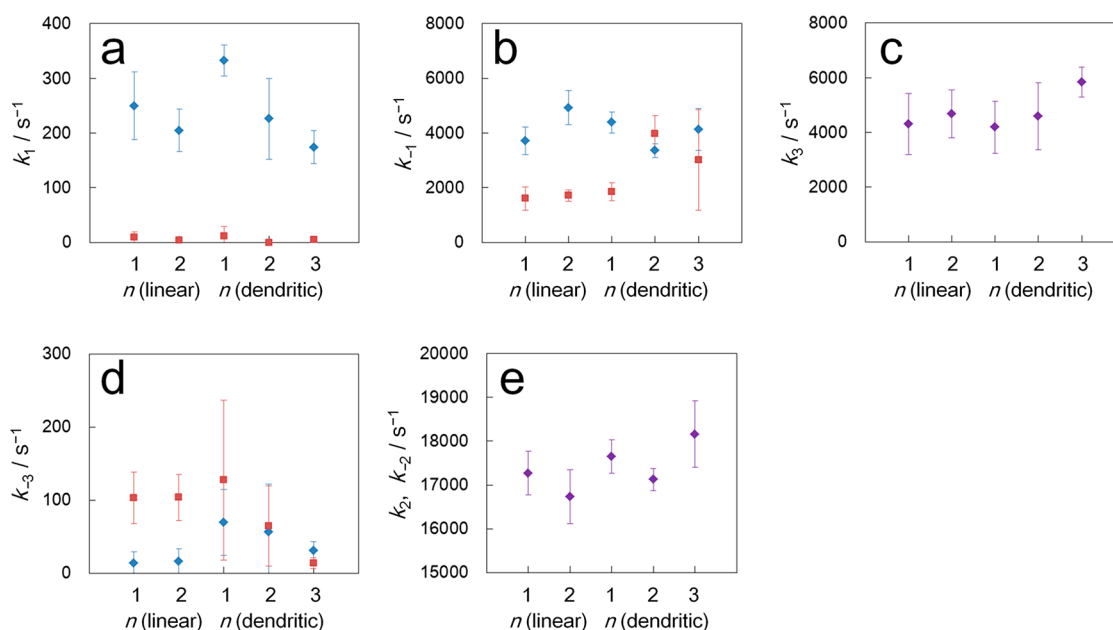 a
k₁ / s⁻¹
400
300
200
100
0
1 2 1 2 3
n (linear) n (dendritic)
b
k₋₁ / s⁻¹
8000
6000
4000
2000
0
1 2 1 2 3
n (linear) n (dendritic)
c
k₃ / s⁻¹
8000
6000
4000
2000
0
1 2 1 2 3
n (linear) n (dendritic)
d
k₋₃ / s⁻¹
300
200
100
0
1 2 1 2 3
n (linear) n (dendritic)
e
k₂, k₋₂ / s⁻¹
20000
19000
18000
17000
16000
15000
1 2 1 2 3
n (linear) n (dendritic)